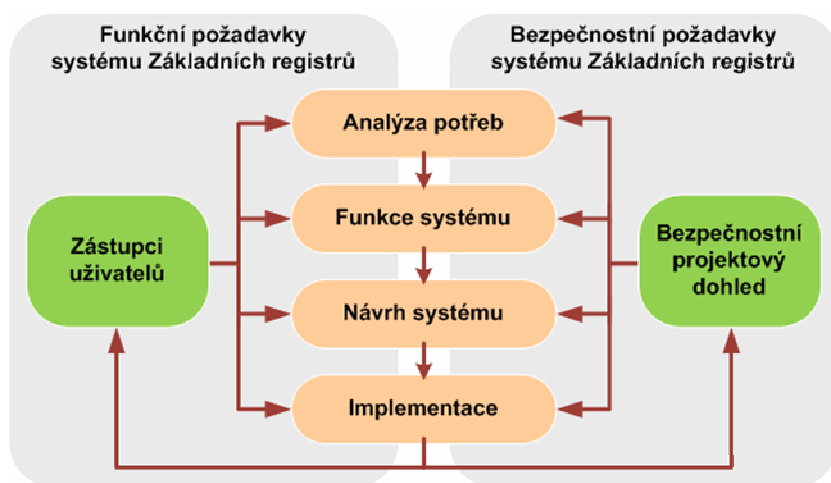 Funkční požadavky
systému Základních registrů
Bezpečnostní požadavky
systému Základních registrů
Analýza potřeb
Funkce systému
Návrh systému
Implementace
Zástupci
uživatelů
Bezpečnostní
projektový
dohled